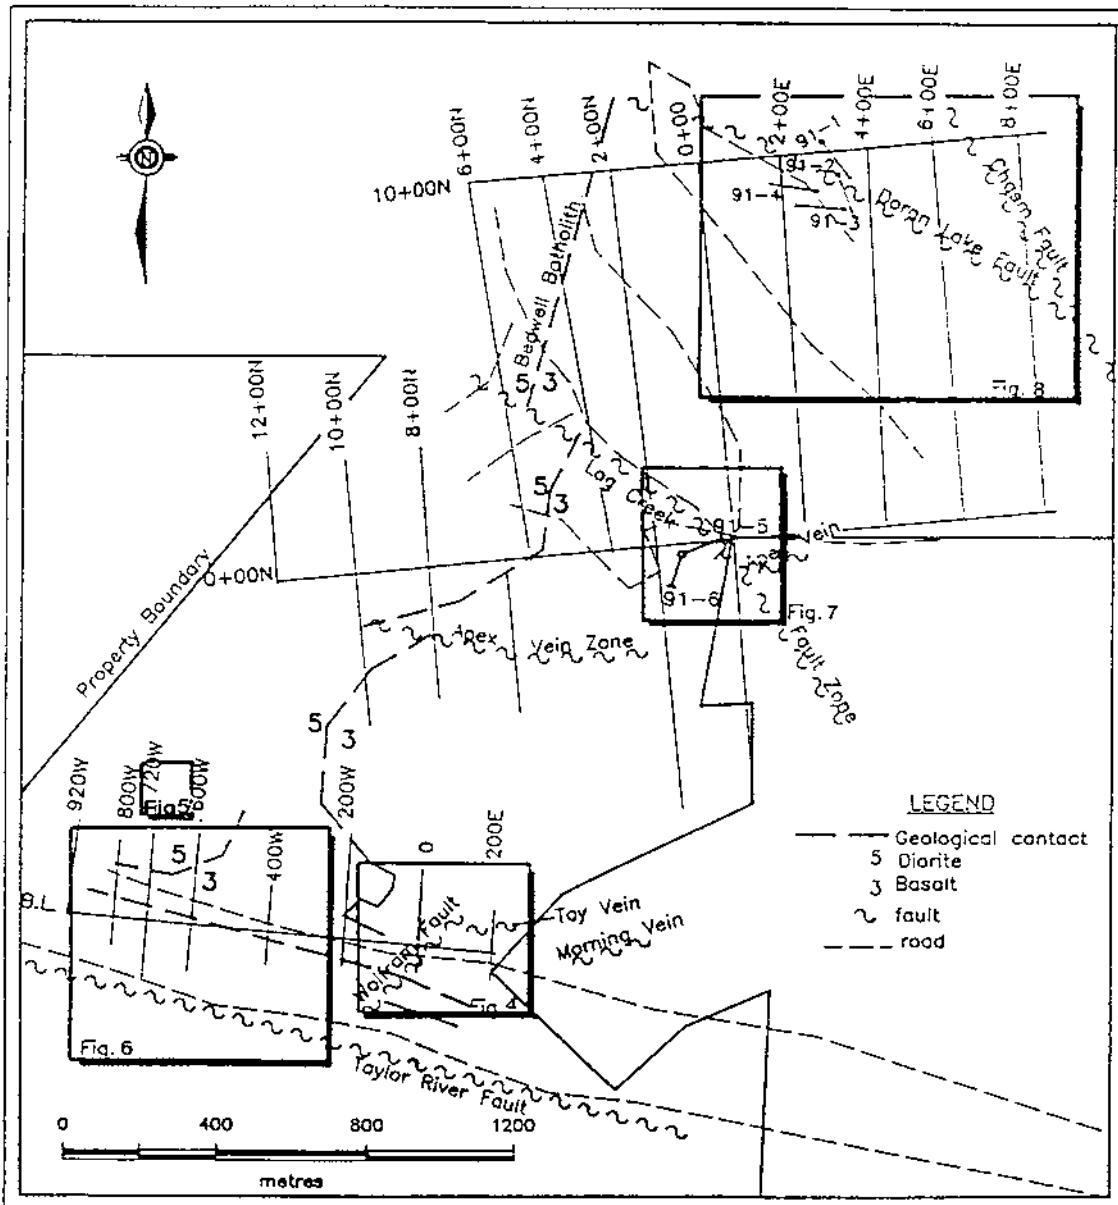 N
6+00N
4+00N
2+00N
0+00
2+00E
4+00E
6+00E
8+00E
10+00N
91-1
91-2
91-4
91-3
Doran Lake Fault
Fig. 8
Bedwell Batholith
5 3
12+00N
10+00N
8+00N
5
3
Log Creek
91-5
Vein
91-6
Fig. 7
Fault Zone
0+00N
Property Boundary
Apex Vein Zone
5
3
920W
800W
720W
600W
Fig 5
400W
200W
0
200E
5
3
B.L
Toy Vein
Morning Vein
Wolfram Fault
Fig. 4
Fig. 6
Taylor River Fault
LEGEND
Geological contact
5 Diorite
3 Basalt
fault
road
0 400 800 1200
metres